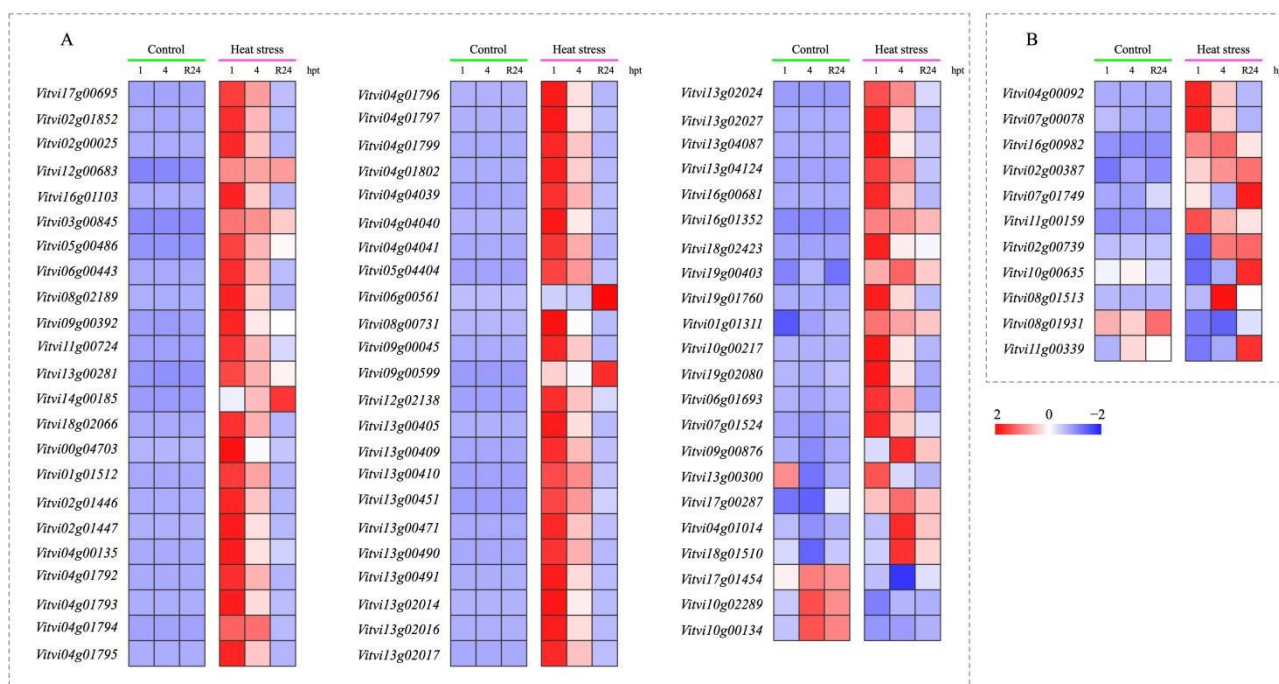 A
Control Heat stress
1 4 R24 1 4 R24 hpt
Vitvi17g00695
Vitvi02g01852
Vitvi02g00025
Vitvi12g00683
Vitvi16g01103
Vitvi03g00845
Vitvi05g00486
Vitvi06g00443
Vitvi08g02189
Vitvi09g00392
Vitvi11g00724
Vitvi13g00281
Vitvi14g00185
Vitvi18g02066
Vitvi00g04703
Vitvi01g01512
Vitvi02g01446
Vitvi02g01447
Vitvi04g00135
Vitvi04g01792
Vitvi04g01793
Vitvi04g01794
Vitvi04g01795
Control Heat stress
1 4 R24 1 4 R24 hpt
Vitvi04g01796
Vitvi04g01797
Vitvi04g01799
Vitvi04g01802
Vitvi04g04039
Vitvi04g04040
Vitvi04g04041
Vitvi05g04404
Vitvi06g00561
Vitvi08g00731
Vitvi09g00045
Vitvi09g00599
Vitvi12g02138
Vitvi13g00405
Vitvi13g00409
Vitvi13g00410
Vitvi13g00451
Vitvi13g00471
Vitvi13g00490
Vitvi13g00491
Vitvi13g02014
Vitvi13g02016
Vitvi13g02017
Control Heat stress
1 4 R24 1 4 R24 hpt
Vitvi13g02024
Vitvi13g02027
Vitvi13g04087
Vitvi13g04124
Vitvi16g00681
Vitvi16g01352
Vitvi18g02423
Vitvi19g00403
Vitvi19g01760
Vitvi01g01311
Vitvi10g00217
Vitvi19g02080
Vitvi06g01693
Vitvi07g01524
Vitvi09g00876
Vitvi13g00300
Vitvi17g00287
Vitvi04g01014
Vitvi18g01510
Vitvi17g01454
Vitvi10g02289
Vitvi10g00134
B
Control Heat stress
1 4 R24 1 4 R24
Vitvi04g00092
Vitvi07g00078
Vitvi16g00982
Vitvi02g00387
Vitvi07g01749
Vitvi11g00159
Vitvi02g00739
Vitvi10g00635
Vitvi08g01513
Vitvi08g01931
Vitvi11g00339
2 0 −2